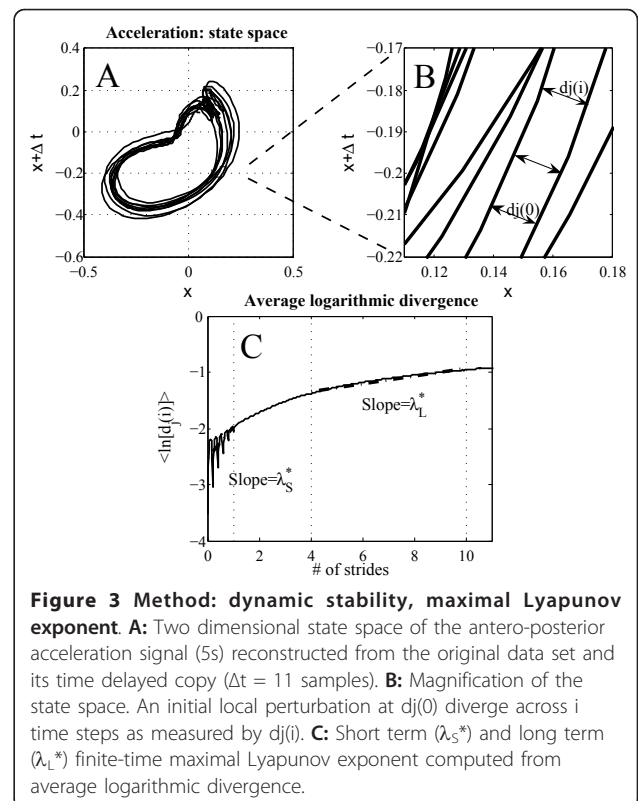 Acceleration: state space
A
0.4
0.2
0
−0.2
−0.4
−0.6
x+Δ t
−0.5
0
0.5
x
B
−0.17
−0.18
−0.19
−0.2
−0.21
−0.22
x+Δ t
dj(i)
dj(0)
0.12
0.14
0.16
0.18
x
Average logarithmic divergence
C
0
−1
−2
−3
−4
<ln[d_j(i)]>
Slope=λ_L^*
Slope=λ_S^*
0
2
4
6
8
10
# of strides
Figure 3 Method: dynamic stability, maximal Lyapunov
exponent. A: Two dimensional state space of the antero-posterior
acceleration signal (5s) reconstructed from the original data set and
its time delayed copy (Δt = 11 samples). B: Magnification of the
state space. An initial local perturbation at dj(0) diverge across i
time steps as measured by dj(i). C: Short term (λ_S*) and long term
(λ_L*) finite-time maximal Lyapunov exponent computed from
average logarithmic divergence.